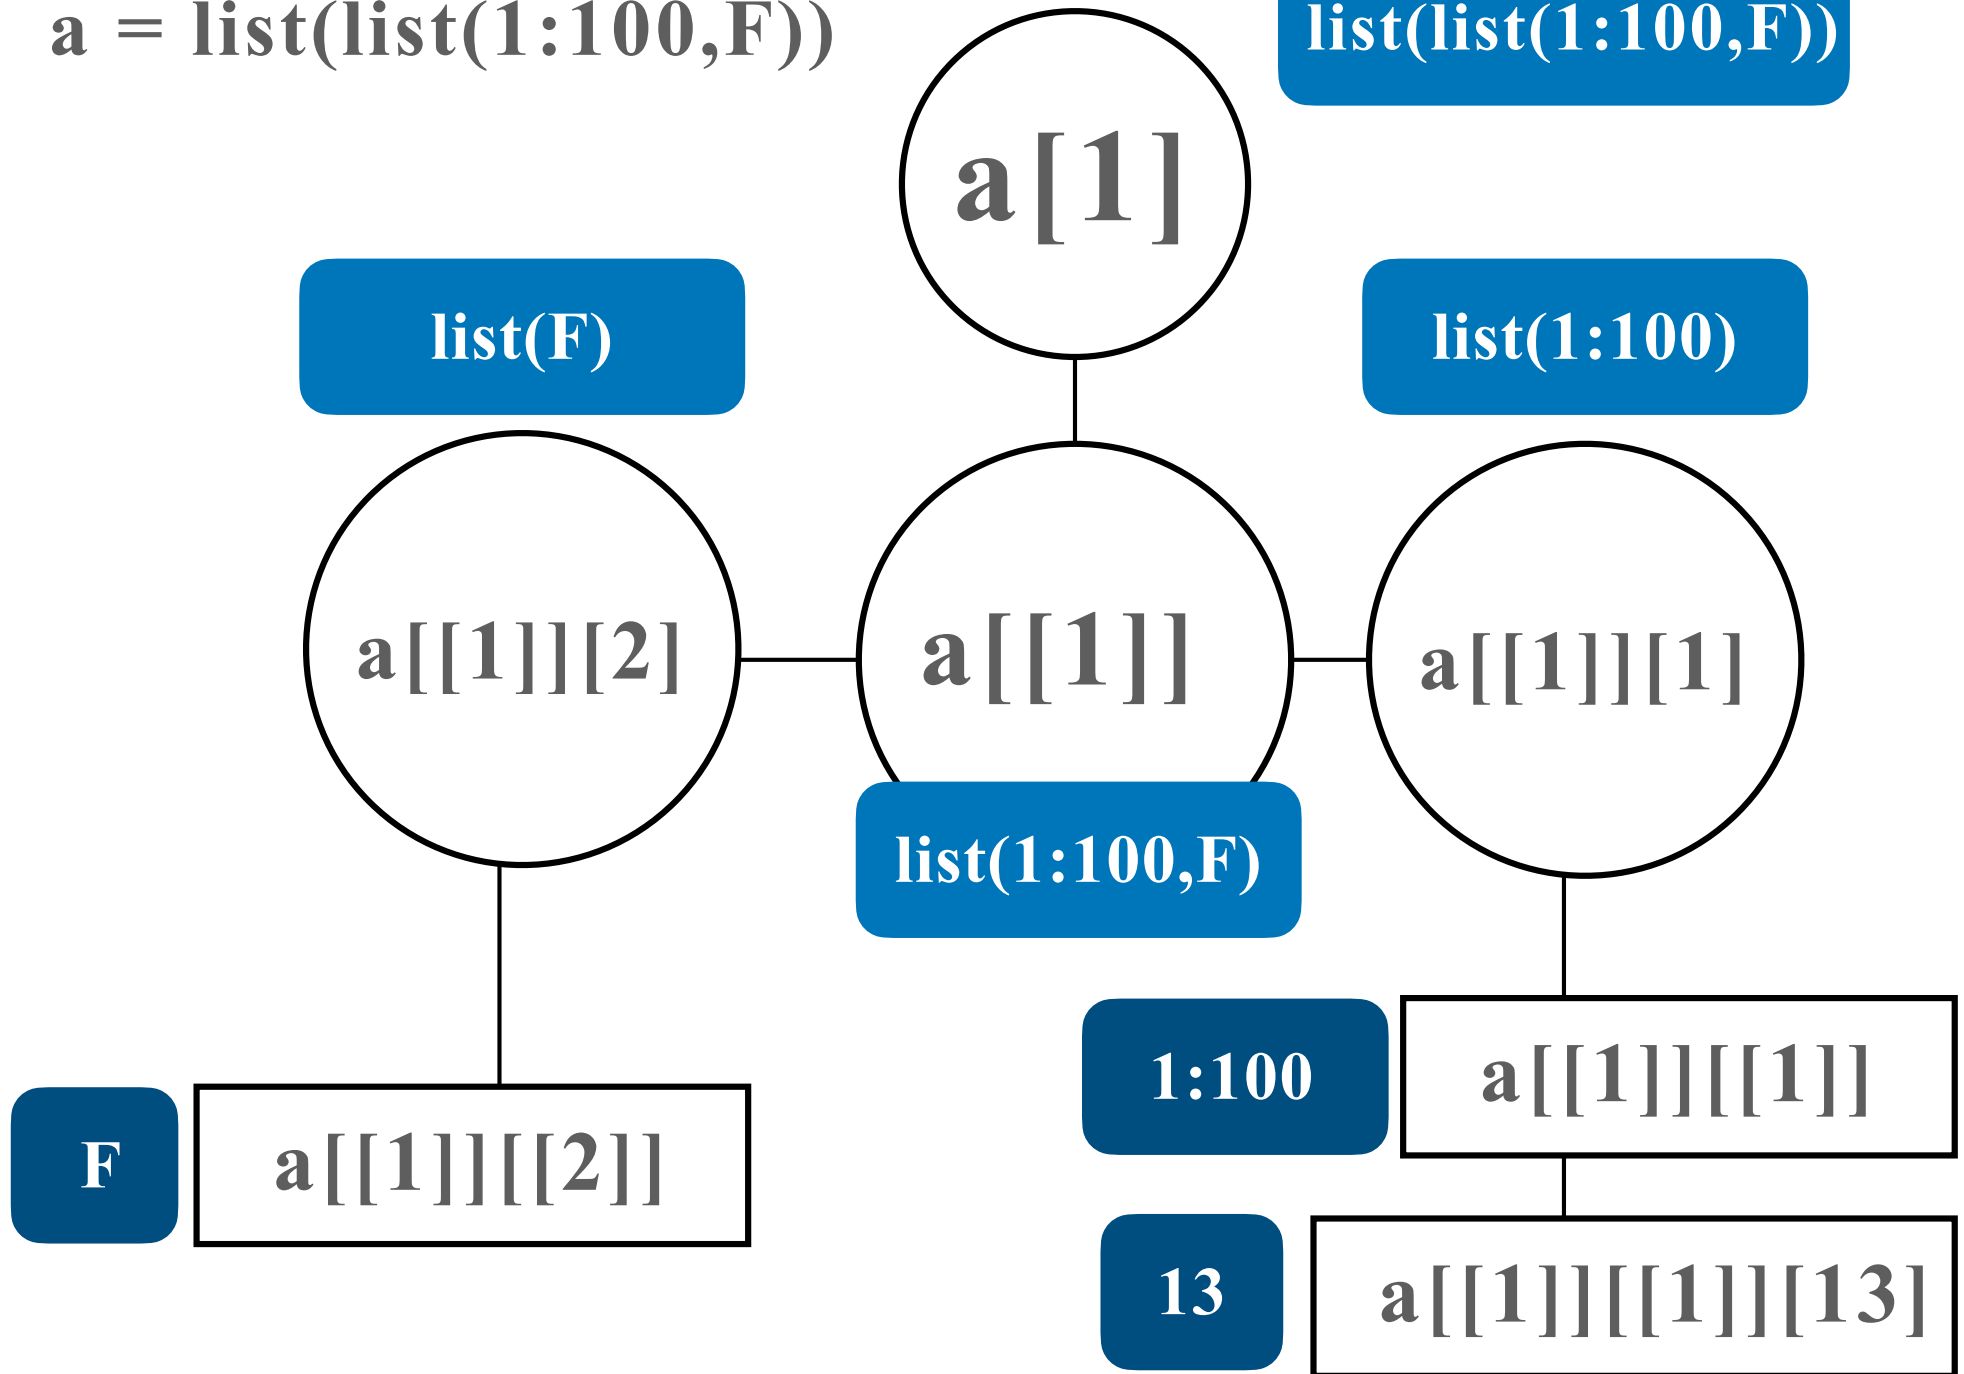 a = list(list(1:100,F))
list(list(1:100,F))
a[1]
list(F)
list(1:100)
a[[1]][2]
a[[1]]
a[[1]][1]
list(1:100,F)
1:100
a[[1]][[1]]
F
a[[1]][[2]]
13
a[[1]][[1]][13]